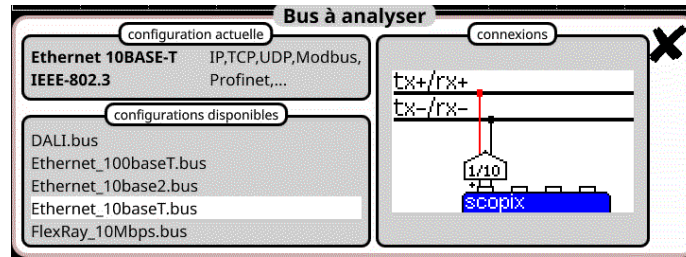 Bus à analyser
configuration actuelle
Ethernet 10BASE-T IP,TCP,UDP,Modbus,
IEEE-802.3 Profinet,...
configurations disponibles
DALI.bus
Ethernet_100baseT.bus
Ethernet_10base2.bus
Ethernet_10baseT.bus
FlexRay_10Mbps.bus
connexions
tx+/rx+
tx-/rx-
1/10
scopix